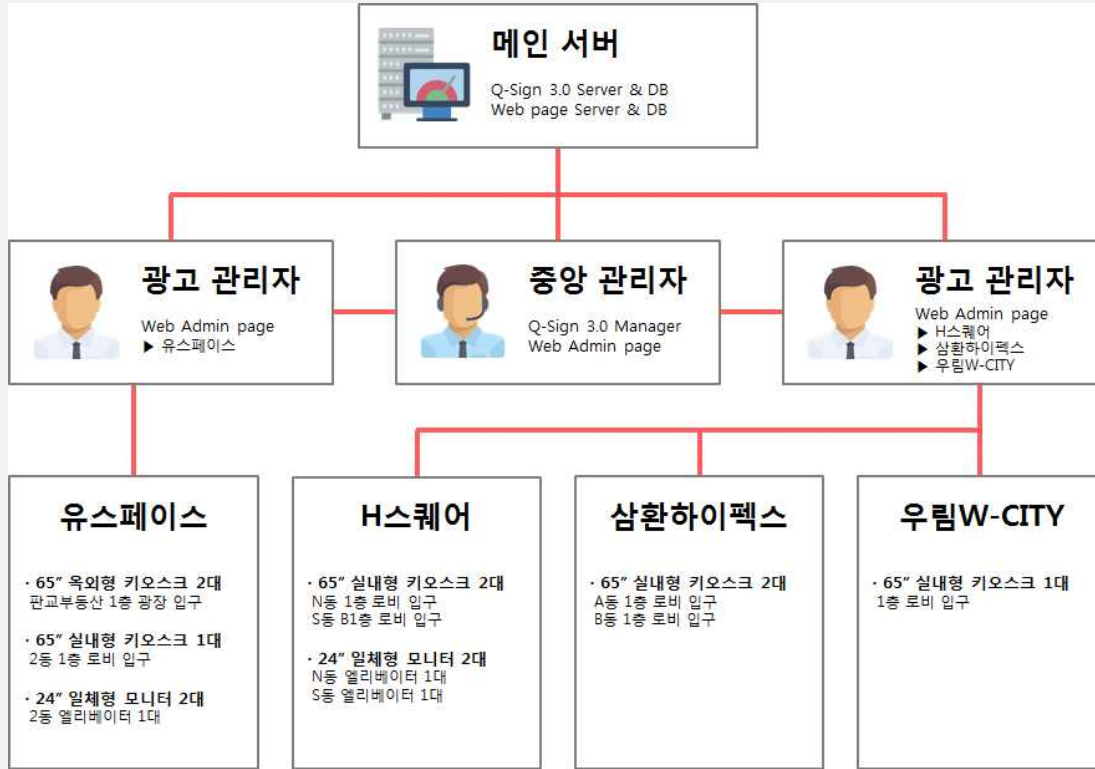 메인 서버
Q-Sign 3.0 Server & DB
Web page Server & DB
광고 관리자
Web Admin page
▶ 유스페이스
중앙 관리자
Q-Sign 3.0 Manager
Web Admin page
광고 관리자
Web Admin page
▶ H스퀘어
▶ 삼환하이펙스
▶ 우림W-CITY
유스페이스
· 65" 옥외형 키오스크 2대
판교부동산 1층 광장 입구
· 65" 실내형 키오스크 1대
2동 1층 로비 입구
· 24" 일체형 모니터 2대
2동 엘리베이터 1대
H스퀘어
· 65" 실내형 키오스크 2대
N동 1층 로비 입구
S동 B1층 로비 입구
· 24" 일체형 모니터 2대
N동 엘리베이터 1대
S동 엘리베이터 1대
삼환하이펙스
· 65" 실내형 키오스크 2대
A동 1층 로비 입구
B동 1층 로비 입구
우림W-CITY
· 65" 실내형 키오스크 1대
1층 로비 입구